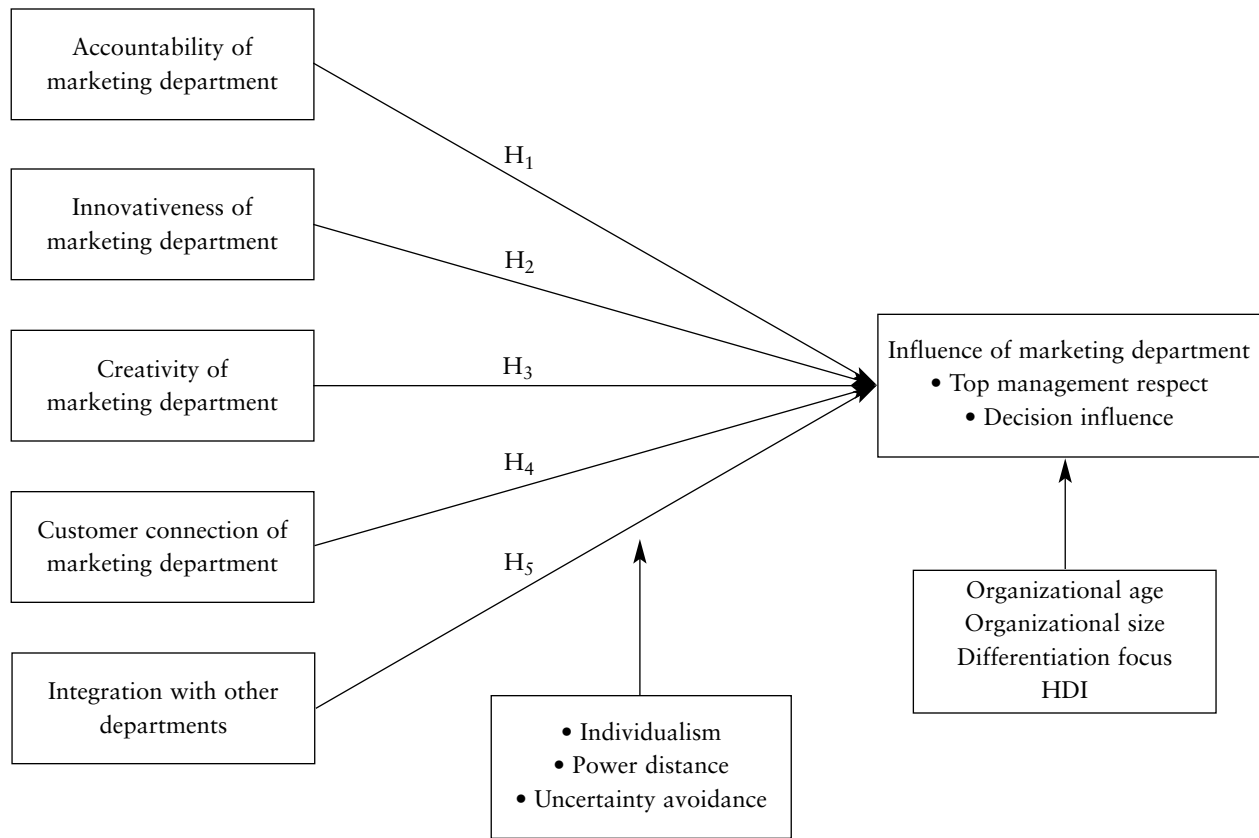 Accountability of
marketing department
H₁
Innovativeness of
marketing department
H₂
Creativity of
marketing department
H₃
Influence of marketing department
• Top management respect
• Decision influence
H₄
Customer connection of
marketing department
H₅
Organizational age
Organizational size
Differentiation focus
HDI
Integration with other
departments
• Individualism
• Power distance
• Uncertainty avoidance